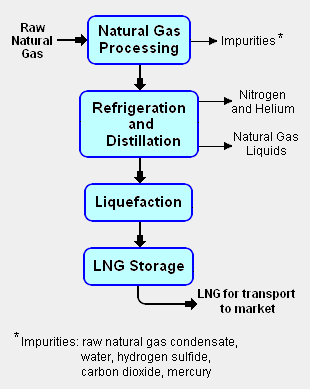 Raw
Natural
Gas
Natural Gas
Processing
Impurities *
Refrigeration
and
Distillation
Nitrogen
and Helium
Natural Gas
Liquids
Liquefaction
LNG Storage
LNG for transport
to market
* Impurities: raw natural gas condensate,
water, hydrogen sulfide,
carbon dioxide, mercury